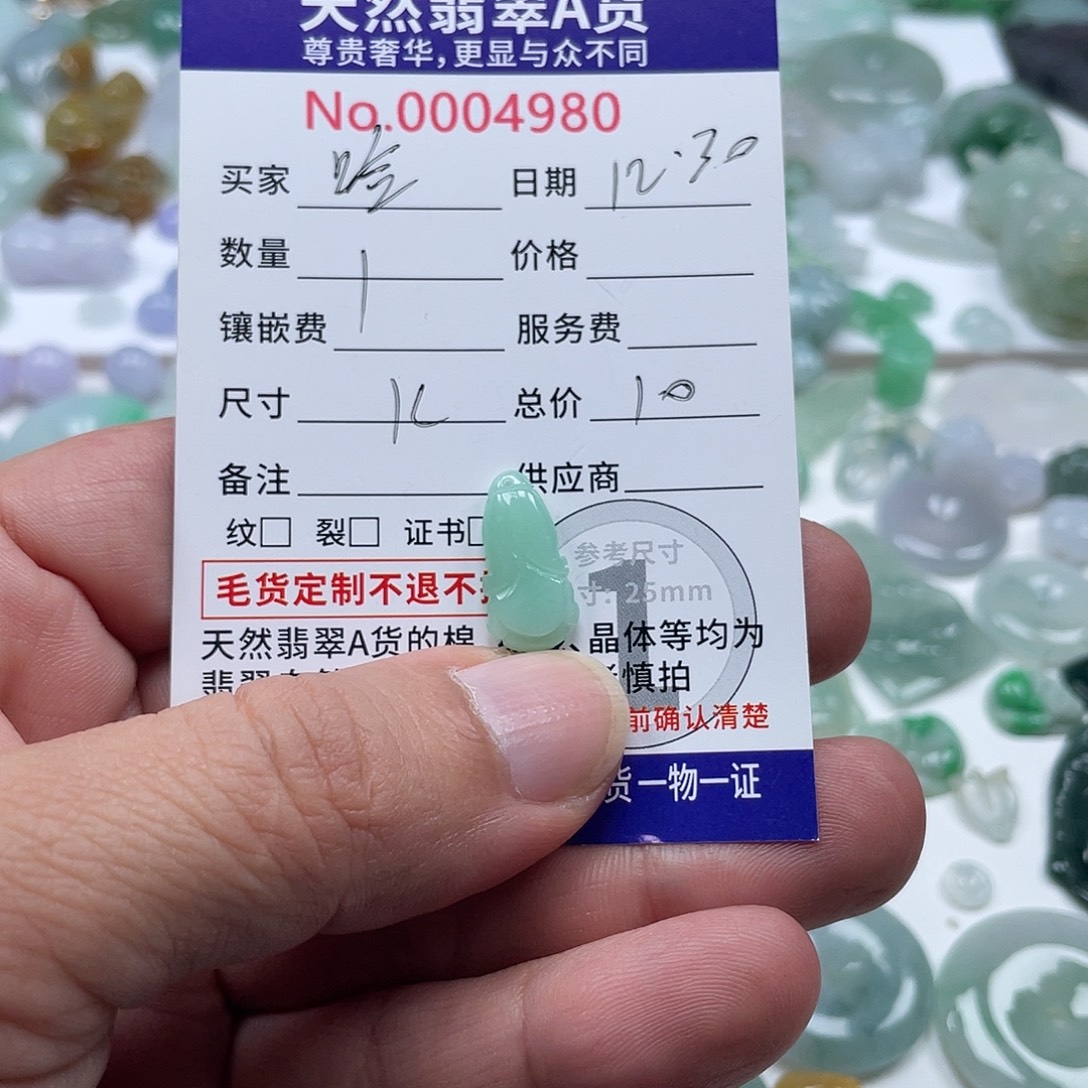 天然翡翠A货
尊贵奢华,更显与众不同
No.0004980
买家 日期 12.30
数量 1 价格
镶嵌费 服务费
尺寸 总价 10
备注 供应商
纹□ 裂□ 证书□
参考尺寸
寸: 25mm
1
毛货定制不退不
天然翡翠A货的棉 、晶体等均为
慎拍
前确认清楚
货一物一证